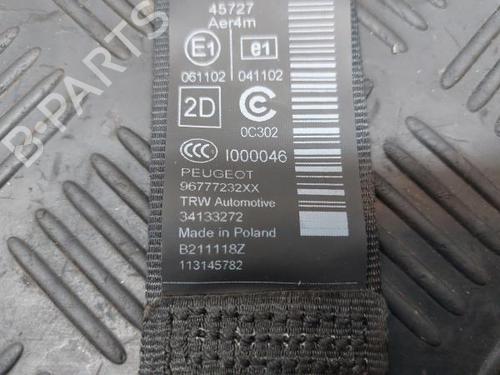 45727
Aer4m
E1 e1
061102 041102
2D C
0C302
CCC I000046
PEUGEOT
96777232XX
TRW Automotive
34133272
Made in Poland
B211118Z
113145782
B-PARTS